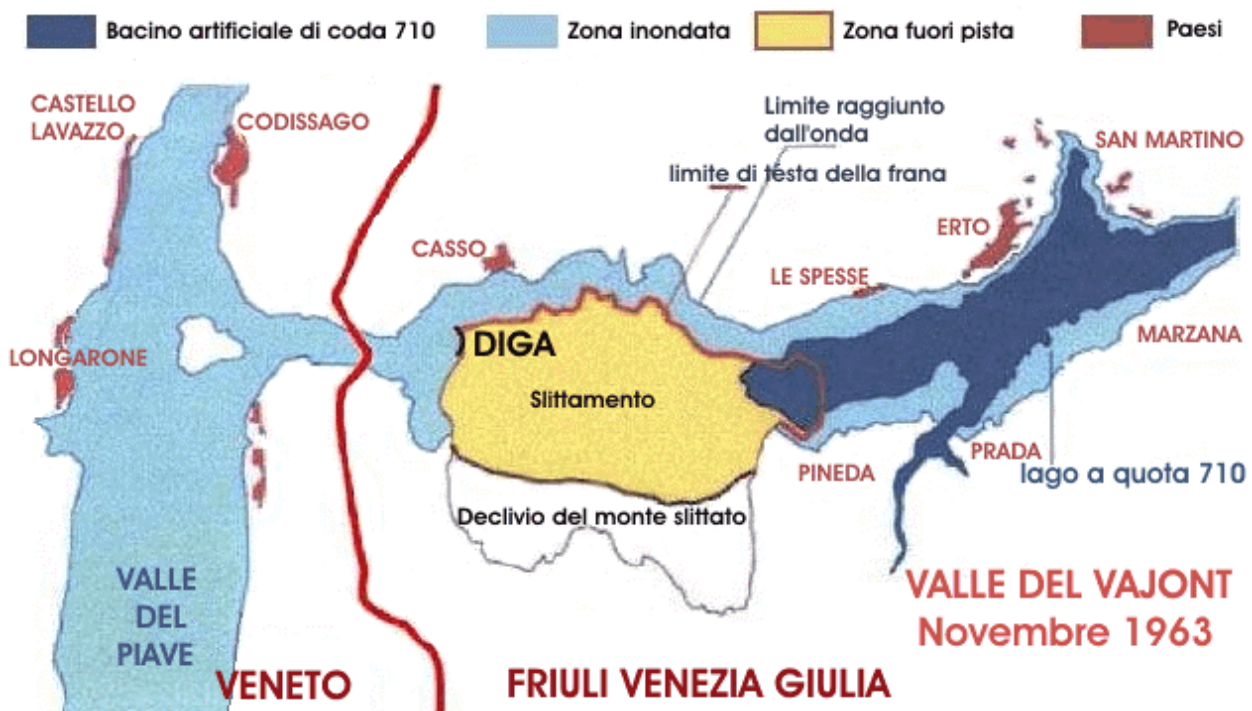 Bacino artificiale di coda 710
Zona inondata
Zona fuori pista
Paesi
CASTELLO
LAVAZZO
CODISSAGO
Limite raggiunto
dall'onda
limite di testa della frana
SAN MARTINO
ERTO
CASSO
LE SPESSE
LONGARONE
DIGA
MARZANA
Slittamento
PINEDA
PRADA
lago a quota 710
Declivio del monte slittato
VALLE
DEL
PIAVE
VALLE DEL VAJONT
Novembre 1963
VENETO
FRIULI VENEZIA GIULIA